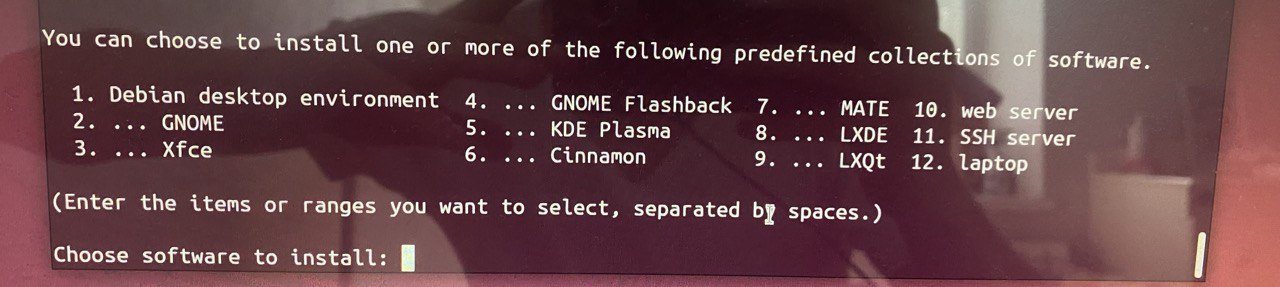 You can choose to install one or more of the following predefined collections of software.
1. Debian desktop environment 4. ... GNOME Flashback 7. ... MATE 10. web server
2. ... GNOME 5. ... KDE Plasma 8. ... LXDE 11. SSH server
3. ... Xfce 6. ... Cinnamon 9. ... LXQt 12. laptop
(Enter the items or ranges you want to select, separated by spaces.)
Choose software to install: